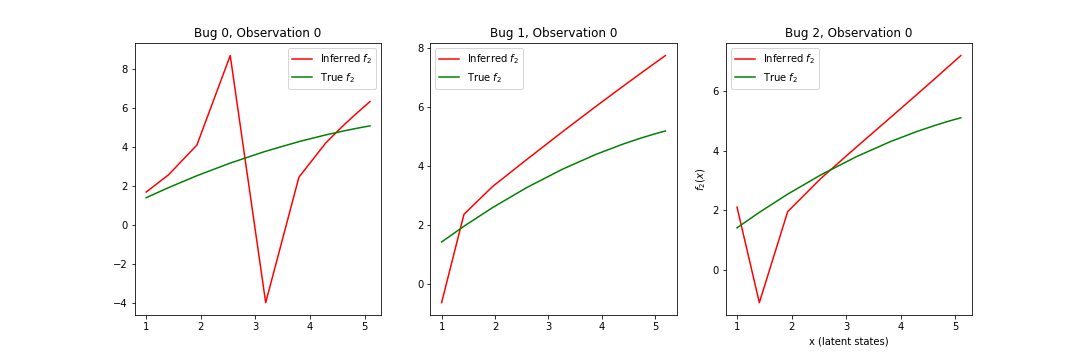 Bug 0, Observation 0
Inferred f₂
True f₂
8
6
4
2
0
−2
−4
1
2
3
4
5
Bug 1, Observation 0
Inferred f₂
True f₂
8
6
4
2
0
1
2
3
4
5
Bug 2, Observation 0
Inferred f₂
True f₂
f₂(x)
6
4
2
0
1
2
3
4
5
x (latent states)